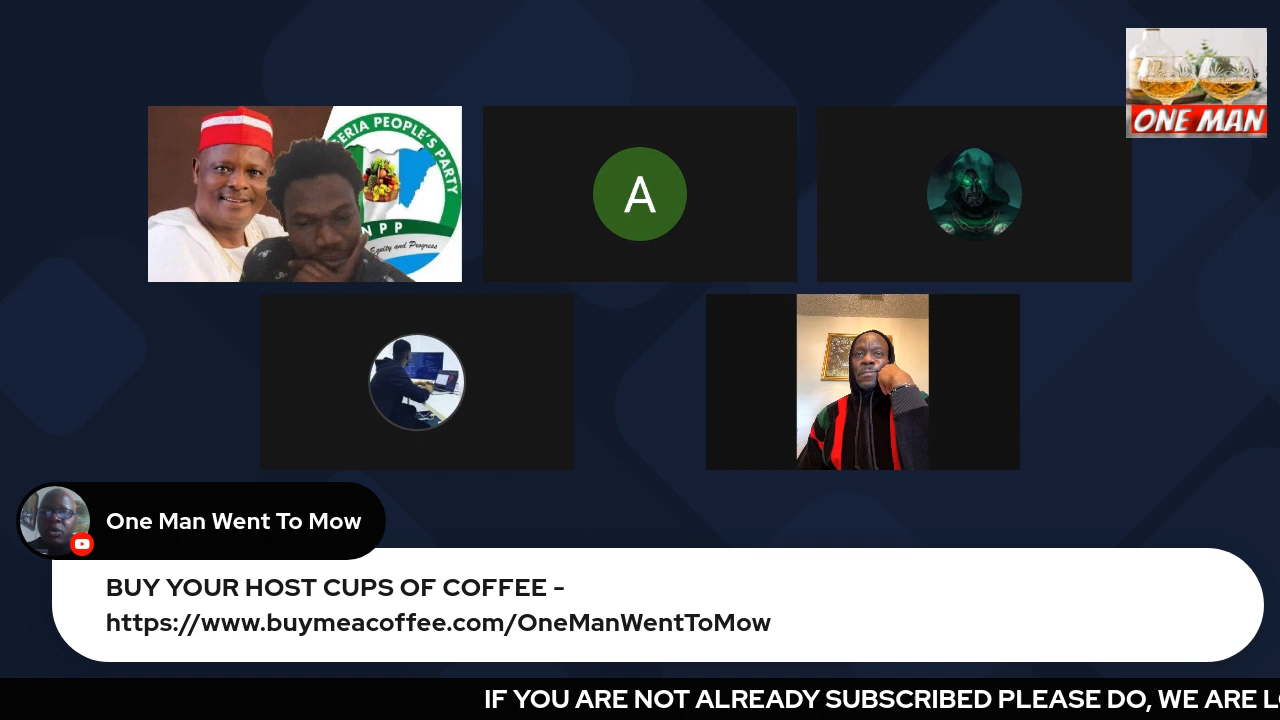 ERIA PEOPLE'S PARTY
NPP
Equity and Progress
A
ONE MAN
One Man Went To Mow
BUY YOUR HOST CUPS OF COFFEE -
https://www.buymeacoffee.com/OneManWentToMow
IF YOU ARE NOT ALREADY SUBSCRIBED PLEASE DO, WE ARE L